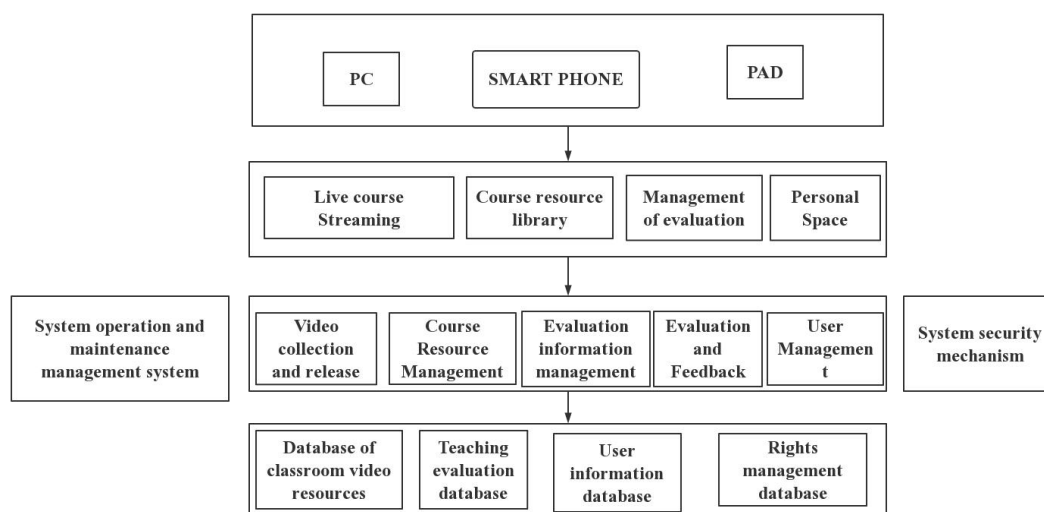 PC
SMART PHONE
PAD
Live course
Streaming
Course resource
library
Management
of evaluation
Personal
Space
System operation and
maintenance
management system
Video
collection
and release
Course
Resource
Management
Evaluation
information
management
Evaluation
and
Feedback
User
Managemen
t
System security
mechanism
Database of
classroom video
resources
Teaching
evaluation
database
User
information
database
Rights
management
database